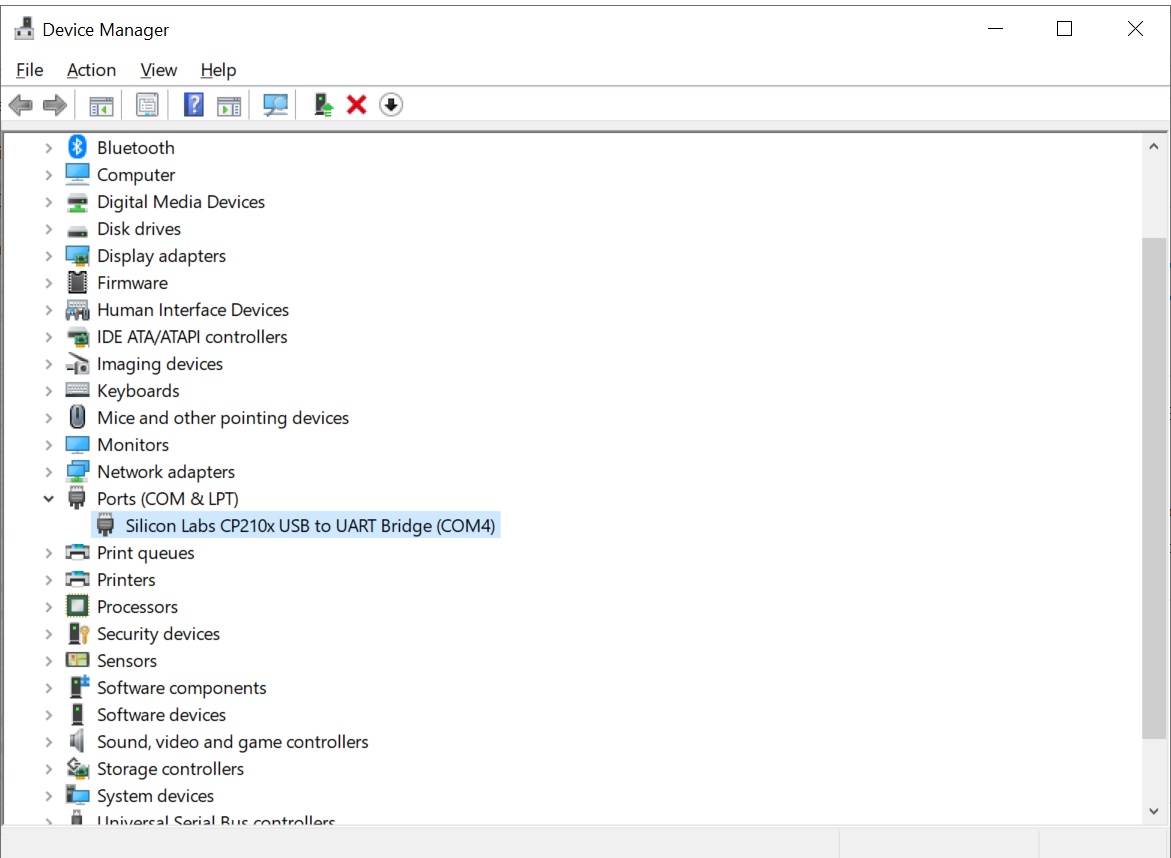 Device Manager
File Action View Help
Bluetooth
Computer
Digital Media Devices
Disk drives
Display adapters
Firmware
Human Interface Devices
IDE ATA/ATAPI controllers
Imaging devices
Keyboards
Mice and other pointing devices
Monitors
Network adapters
Ports (COM & LPT)
Silicon Labs CP210x USB to UART Bridge (COM4)
Print queues
Printers
Processors
Security devices
Sensors
Software components
Software devices
Sound, video and game controllers
Storage controllers
System devices
Universal Serial Bus controllers